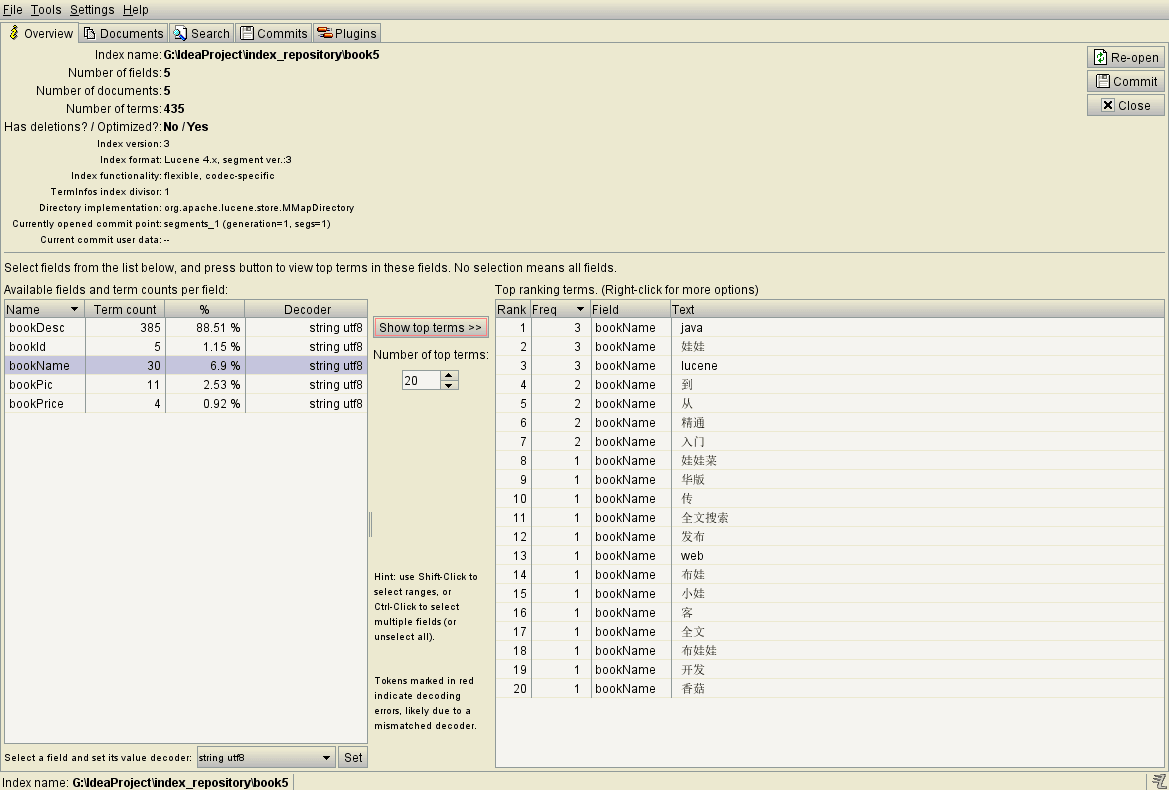 File Tools Settings Help
Overview Documents Search Commits Plugins
Index name: G:\IdeaProject\index_repository\book5
Number of fields: 5
Number of documents: 5
Number of terms: 435
Has deletions? / Optimized?: No / Yes
Index version: 3
Index format: Lucene 4.x, segment ver.:3
Index functionality: flexible, codec-specific
TermInfos index divisor: 1
Directory implementation: org.apache.lucene.store.MMapDirectory
Currently opened commit point: segments_1 (generation=1, segs=1)
Current commit user data: --
Re-open
Commit
Close
Select fields from the list below, and press button to view top terms in these fields. No selection means all fields.
Available fields and term counts per field:
Name Term count % Decoder
bookDesc 385 88.51 % string utf8
bookId 5 1.15 % string utf8
bookName 30 6.9 % string utf8
bookPic 11 2.53 % string utf8
bookPrice 4 0.92 % string utf8
Select a field and set its value decoder: string utf8 Set
Show top terms >>
Number of top terms:
20
Hint: use Shift-Click to
select ranges, or
Ctrl-Click to select
multiple fields (or
unselect all).
Tokens marked in red
indicate decoding
errors, likely due to a
mismatched decoder.
Top ranking terms. (Right-click for more options)
Rank Freq Field Text
1 3 bookName java
2 3 bookName 娃娃
3 3 bookName lucene
4 2 bookName 到
5 2 bookName 从
6 2 bookName 精通
7 2 bookName 入门
8 1 bookName 娃娃菜
9 1 bookName 华版
10 1 bookName 传
11 1 bookName 全文搜索
12 1 bookName 发布
13 1 bookName web
14 1 bookName 布娃
15 1 bookName 小娃
16 1 bookName 客
17 1 bookName 全文
18 1 bookName 布娃娃
19 1 bookName 开发
20 1 bookName 香菇
Index name: G:\IdeaProject\index_repository\book5